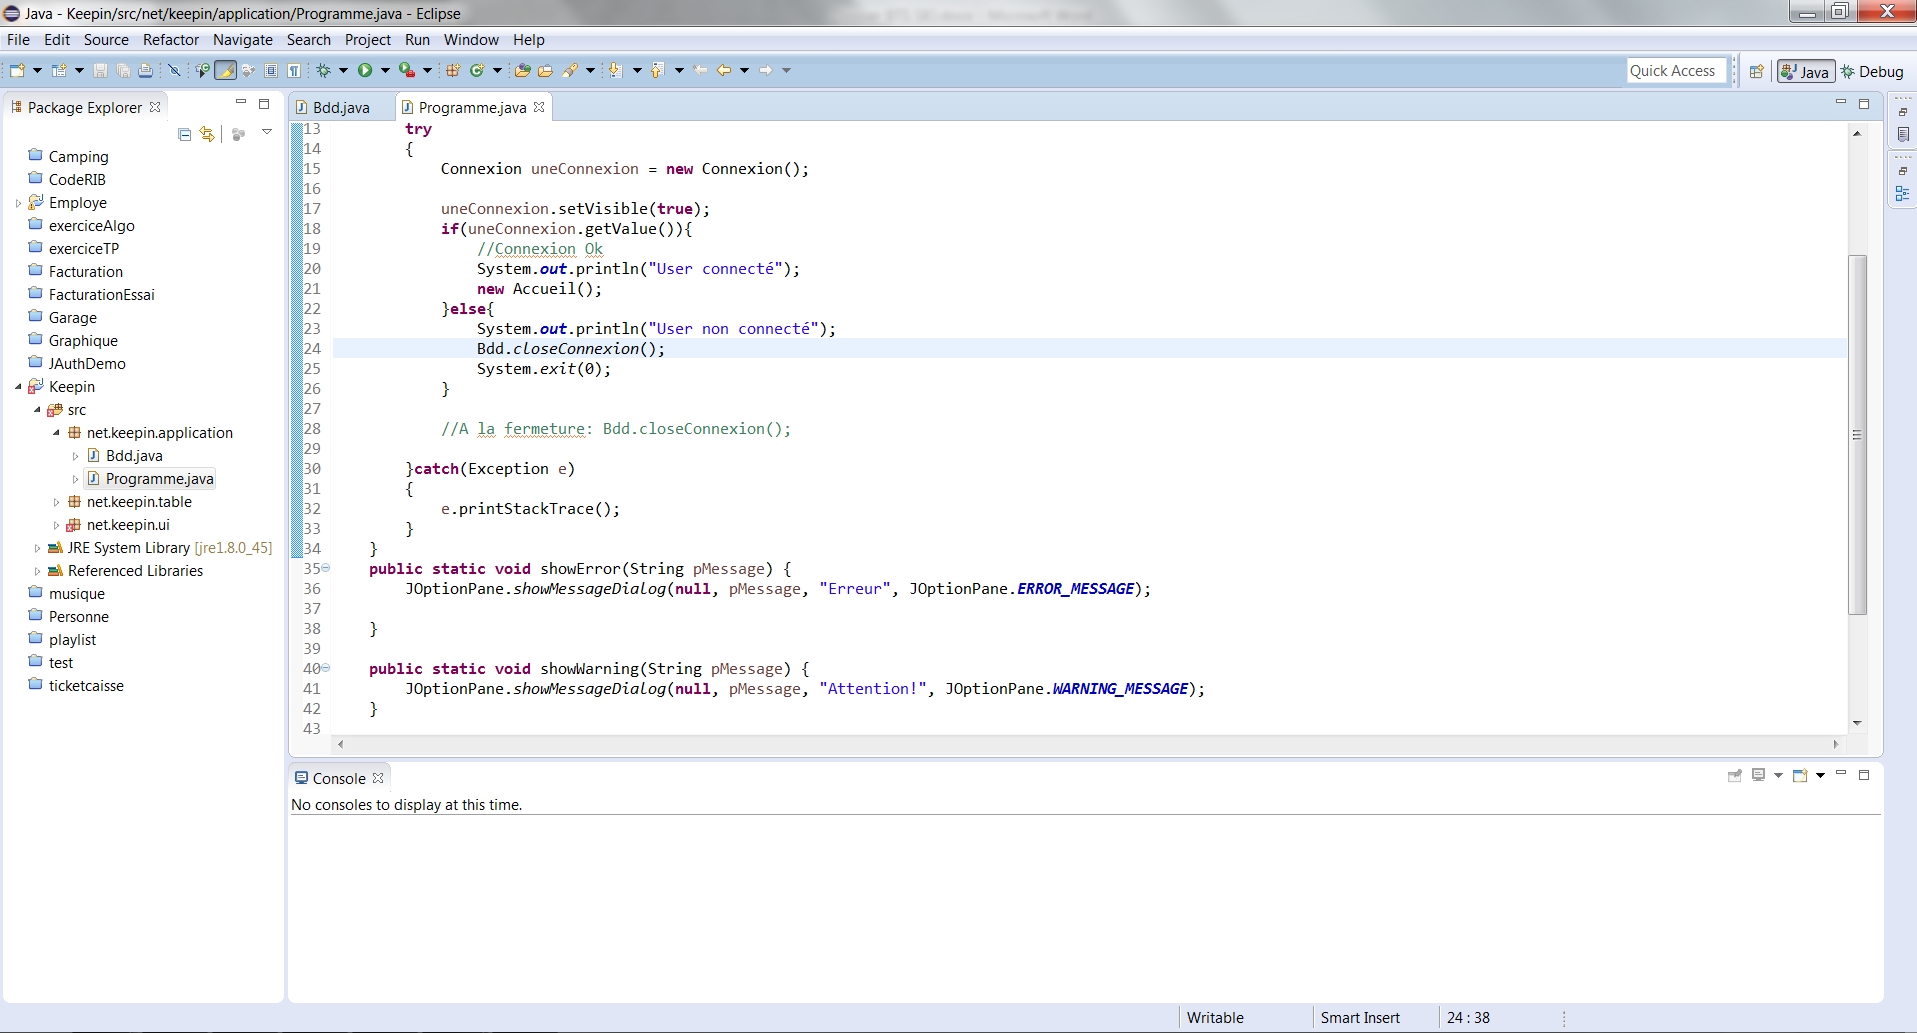 Java - Keepin/src/net/keepin/application/Programme.java - Eclipse
File Edit Source Refactor Navigate Search Project Run Window Help
Quick Access Java Debug
Package Explorer
Camping
CodeRIB
Employe
exerciceAlgo
exerciceTP
Facturation
FacturationEssai
Garage
Graphique
JAuthDemo
Keepin
src
net.keepin.application
Bdd.java
Programme.java
net.keepin.table
net.keepin.ui
JRE System Library [jre1.8.0_45]
Referenced Libraries
musique
Personne
playlist
test
ticketcaisse
Bdd.java Programme.java
13 try
14 {
15 Connexion uneConnexion = new Connexion();
16
17 uneConnexion.setVisible(true);
18 if(uneConnexion.getValue()){
19 //Connexion Ok
20 System.out.println("User connecté");
21 new Accueil();
22 }else{
23 System.out.println("User non connecté");
24 Bdd.closeConnexion();
25 System.exit(0);
26 }
27
28 //A la fermeture: Bdd.closeConnexion();
29
30 }catch(Exception e)
31 {
32 e.printStackTrace();
33 }
34 }
35 public static void showError(String pMessage) {
36 JOptionPane.showMessageDialog(null, pMessage, "Erreur", JOptionPane.ERROR_MESSAGE);
37
38 }
39
40 public static void showWarning(String pMessage) {
41 JOptionPane.showMessageDialog(null, pMessage, "Attention!", JOptionPane.WARNING_MESSAGE);
42 }
43
Console
No consoles to display at this time.
Writable Smart Insert 24 : 38